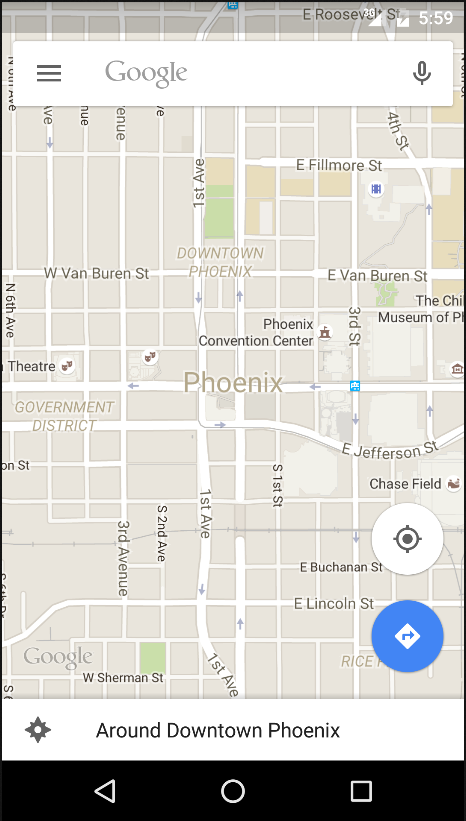 E Roosevelt St
5:59
Google
4th St
1st Ave
E Fillmore St
DOWNTOWN
PHOENIX
W Van Buren St
E Van Buren St
N 6th Ave
3rd St
The Chi
Museum of Ph
Phoenix
Convention Center
Theatre
Phoenix
GOVERNMENT
DISTRICT
E Jefferson St
on St
S 1st St
Chase Field
1st Ave
S 2nd Ave
3rd Avenue
E Buchanan St
E Lincoln St
Google
RICE
W Sherman St
1st Ave
Around Downtown Phoenix